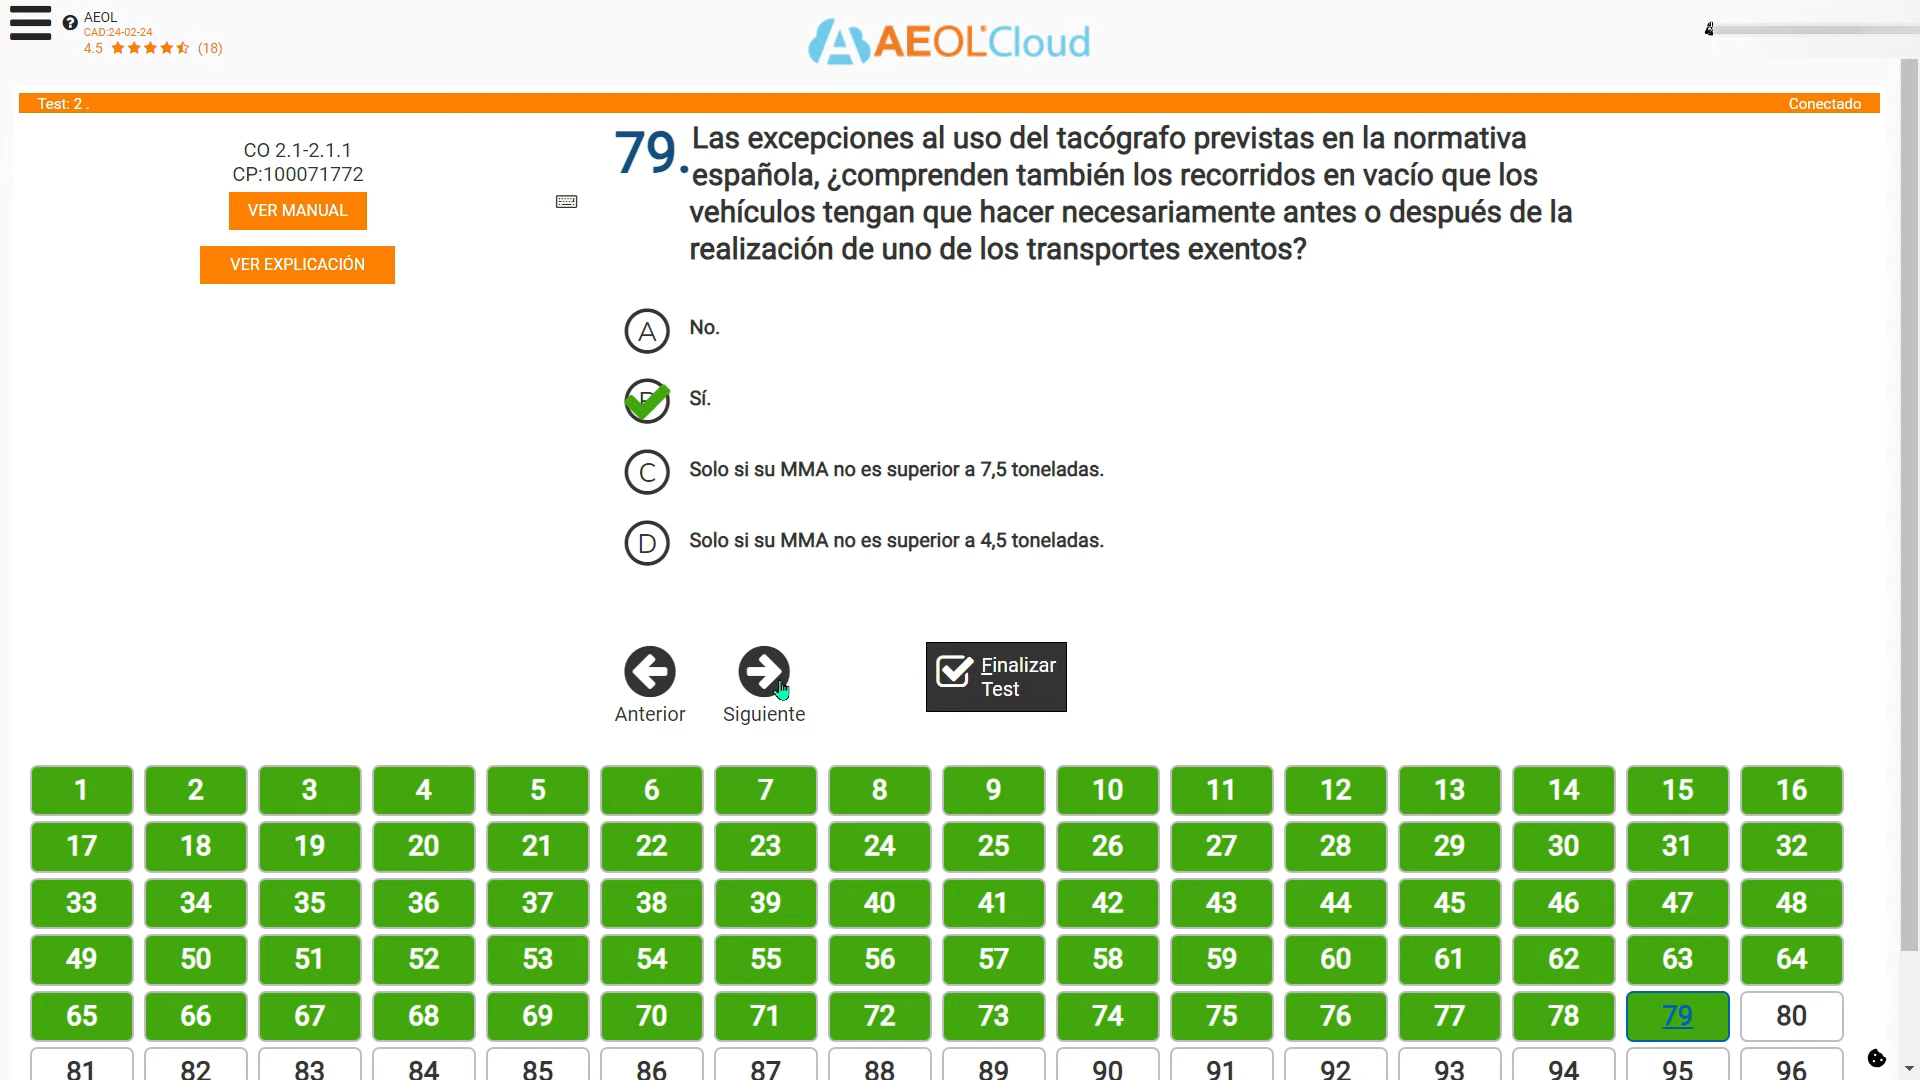 AEOL
CAD:24-02-24
4.5 (18)
AEOL Cloud
Test: 2 .
Conectado
CO 2.1-2.1.1
CP:100071772
VER MANUAL
VER EXPLICACIÓN
79. Las excepciones al uso del tacógrafo previstas en la normativa
española, ¿comprenden también los recorridos en vacío que los
vehículos tengan que hacer necesariamente antes o después de la
realización de uno de los transportes exentos?
A No.
B Sí.
C Solo si su MMA no es superior a 7,5 toneladas.
D Solo si su MMA no es superior a 4,5 toneladas.
Anterior Siguiente
Finalizar
Test
1 2 3 4 5 6 7 8 9 10 11 12 13 14 15 16
17 18 19 20 21 22 23 24 25 26 27 28 29 30 31 32
33 34 35 36 37 38 39 40 41 42 43 44 45 46 47 48
49 50 51 52 53 54 55 56 57 58 59 60 61 62 63 64
65 66 67 68 69 70 71 72 73 74 75 76 77 78 79 80
81 82 83 84 85 86 87 88 89 90 91 92 93 94 95 96